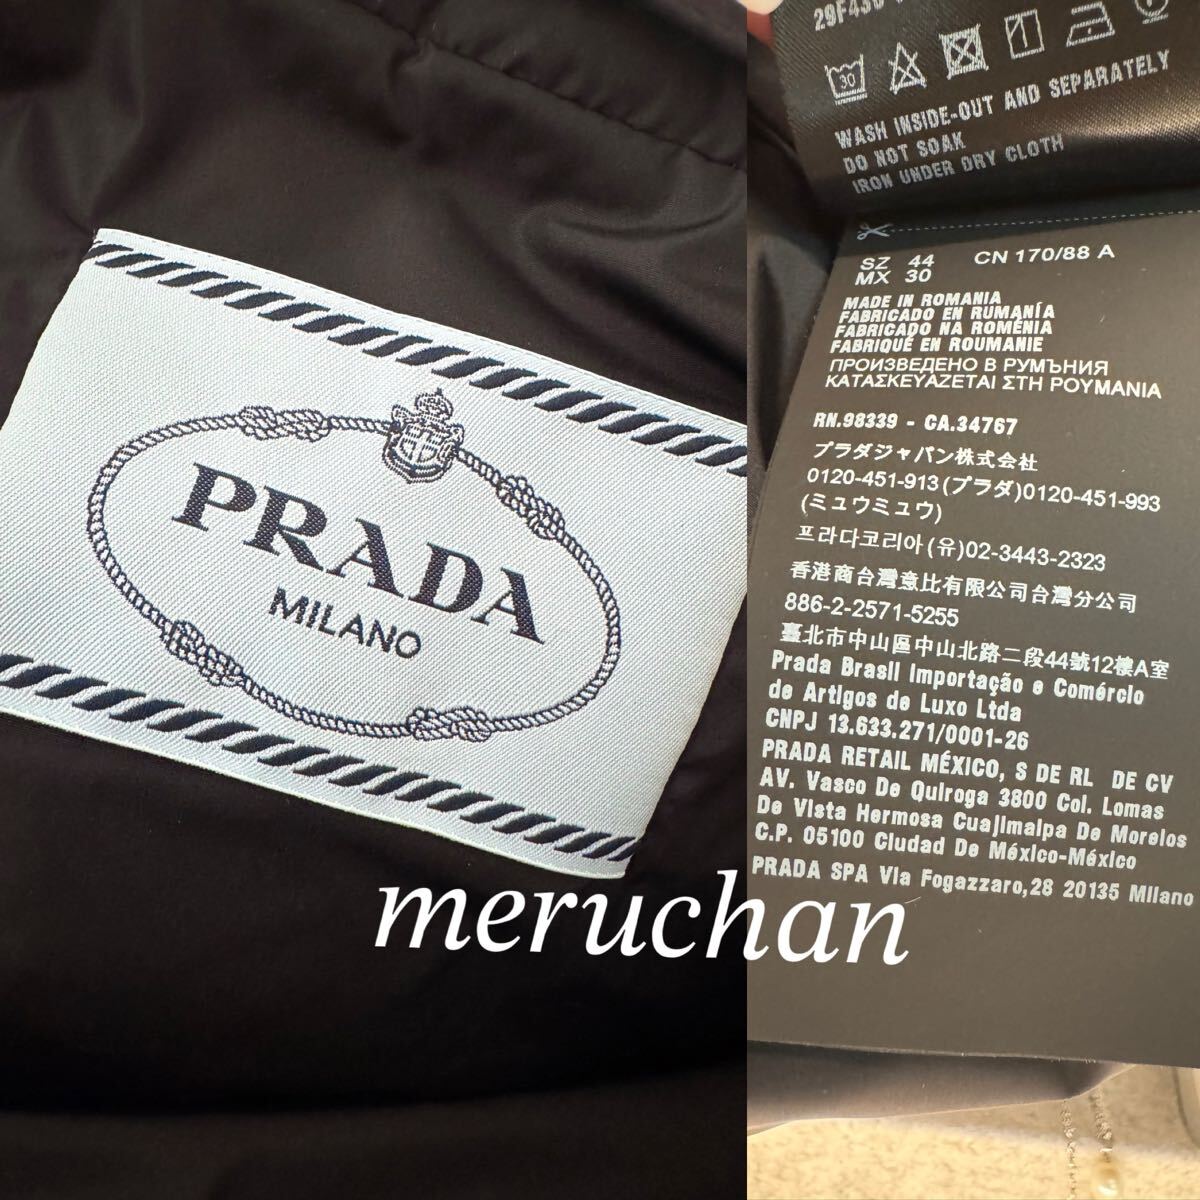 PRADA
MILANO
meruchan
30
WASH INSIDE-OUT AND SEPARATELY
DO NOT SOAK
IRON UNDER DRY CLOTH
SZ 44 CN 170/88 A
MX 30
MADE IN ROMANIA
FABRICADO EN RUMANÍA
FABRICADO NA ROMÉNIA
FABRIQUÉ EN ROUMANIE
ПРОИЗВЕДЕНО В РУМЪНИЯ
ΚΑΤΑΣΚΕΥΑΖΕΤΑΙ ΣΤΗ ΡΟΥΜΑΝΙΑ
RN.98339 - CA.34767
プラダジャパン株式会社
0120-451-913(プラダ)0120-451-993
(ミュウミュウ)
프라다코리아(유)02-3443-2323
香港商台灣意比有限公司台灣分公司
886-2-2571-5255
臺北市中山區中山北路二段44號12樓A室
Prada Brasil Importação e Comércio
de Artigos de Luxo Ltda
CNPJ 13.633.271/0001-26
PRADA RETAIL MÉXICO, S DE RL DE CV
AV. Vasco De Quiroga 3800 Col. Lomas
De Vista Hermosa Cuajimalpa De Morelos
C.P. 05100 Ciudad De México-México
PRADA SPA Via Fogazzaro,28 20135 Milano